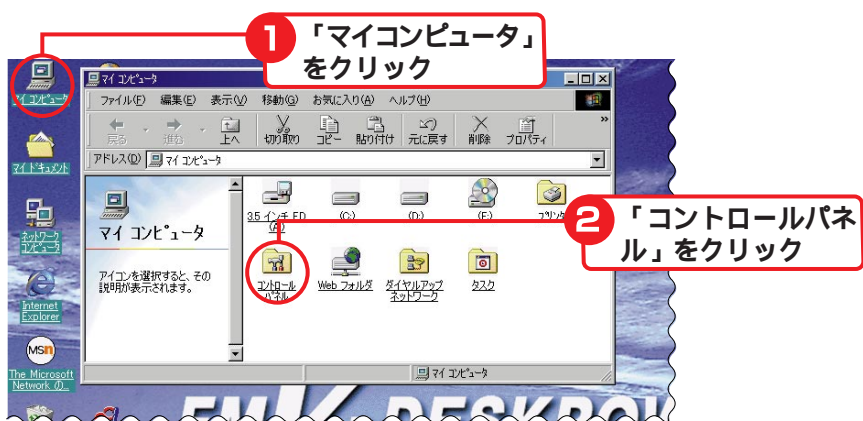 1 「マイコンピュータ」
をクリック
マイ コンピュータ
マイ コンピュータ
ファイル(F) 編集(E) 表示(V) 移動(G) お気に入り(A) ヘルプ(H)
戻る 進む 上へ 切り取り コピー 貼り付け 元に戻す 削除 プロパティ »
アドレス(D) マイ コンピュータ
マイ ドキュメント
ネットワーク
コンピュータ
Internet
Explorer
msn
The Microsoft
Network の...
マイ コンピュータ
アイコンを選択すると、その
説明が表示されます。
3.5 インチ FD
(A)
(C:)
(D:)
(E:)
コントロール
パネル
Web フォルダ
ダイヤルアップ
ネットワーク
タスク
2 「コントロールパネ
ル」をクリック
マイ コンピュータ